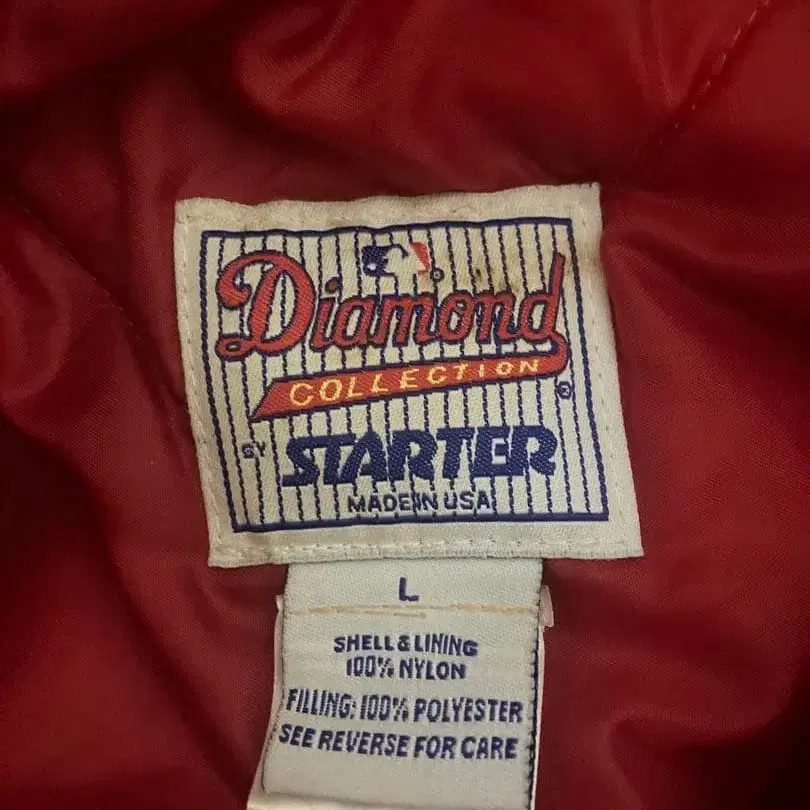 Diamond
COLLECTION
®
BY STARTER
MADE IN USA
L
SHELL & LINING
100% NYLON
FILLING: 100% POLYESTER
SEE REVERSE FOR CARE